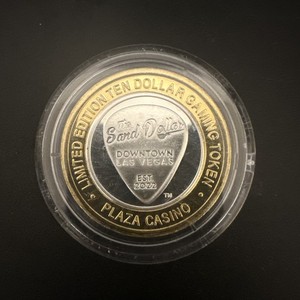 LIMITED EDITION TEN DOLLAR GAMING TOKEN
The
Sand Dollar
DOWNTOWN
LAS VEGAS
EST.
2022
TM
PLAZA CASINO